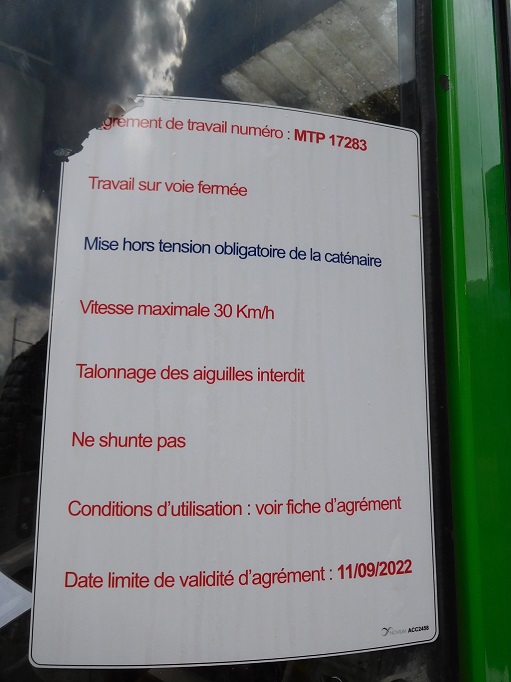 grement de travail numéro : MTP 17283
Travail sur voie fermée
Mise hors tension obligatoire de la caténaire
Vitesse maximale 30 Km/h
Talonnage des aiguilles interdit
Ne shunte pas
Conditions d'utilisation : voir fiche d'agrément
Date limite de validité d'agrément : 11/09/2022
ACC2458